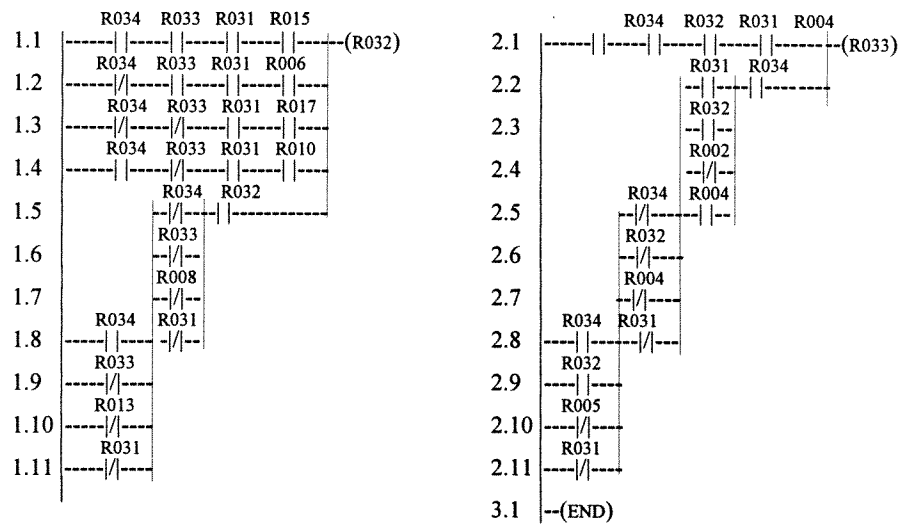 R034 R033 R031 R015
1.1 (R032)
R034 R033 R031 R006
1.2
R034 R033 R031 R017
1.3
R034 R033 R031 R010
1.4
R034 R032
1.5
R033
1.6
R008
1.7
R034 R031
1.8
R033
1.9
R013
1.10
R031
1.11
R034 R032 R031 R004
2.1 (R033)
R031 R034
2.2
R032
2.3
R002
2.4
R034 R004
2.5
R032
2.6
R004
2.7
R034 R031
2.8
R032
2.9
R005
2.10
R031
2.11
3.1 (END)